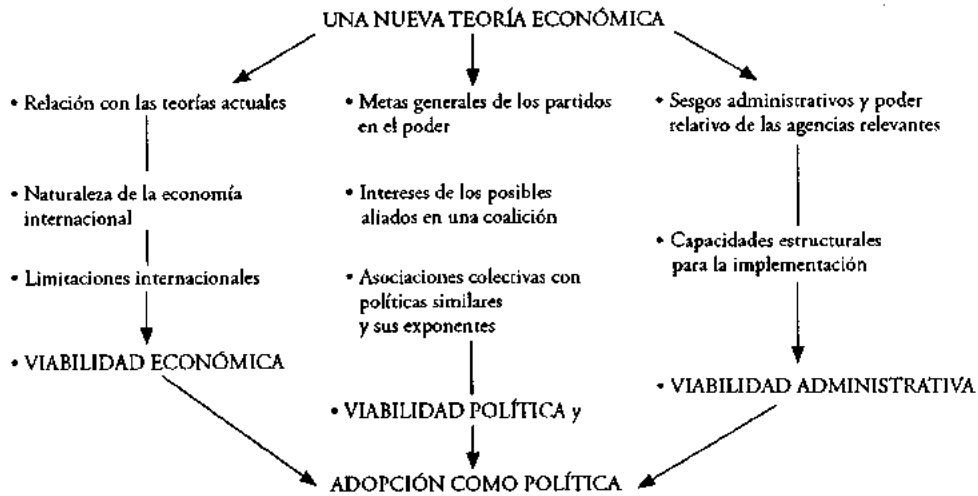 UNA NUEVA TEORÍA ECONÓMICA
• Relación con las teorías actuales
• Naturaleza de la economía
internacional
• Limitaciones internacionales
• VIABILIDAD ECONÓMICA
• Metas generales de los partidos
en el poder
• Intereses de los posibles
aliados en una coalición
• Asociaciones colectivas con
políticas similares
y sus exponentes
• VIABILIDAD POLÍTICA y
• Sesgos administrativos y poder
relativo de las agencias relevantes
• Capacidades estructurales
para la implementación
• VIABILIDAD ADMINISTRATIVA
ADOPCIÓN COMO POLÍTICA